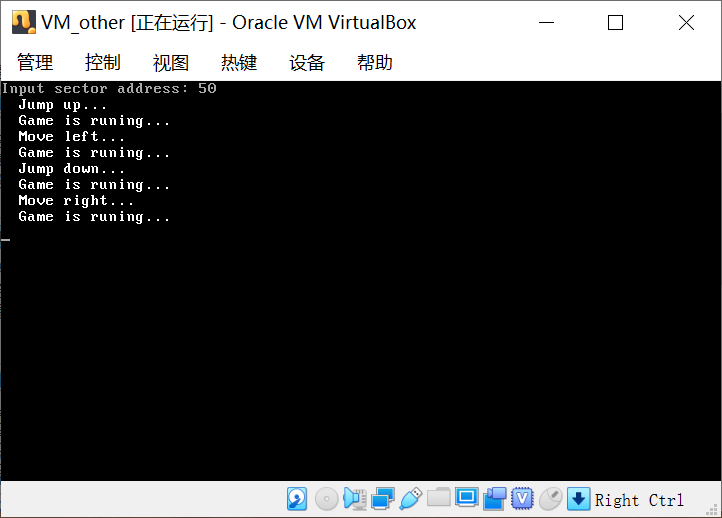 VM_other [正在运行] - Oracle VM VirtualBox
管理 控制 视图 热键 设备 帮助
Input sector address: 50
Jump up...
Game is runing...
Move left...
Game is runing...
Jump down...
Game is runing...
Move right...
Game is runing...
Right Ctrl